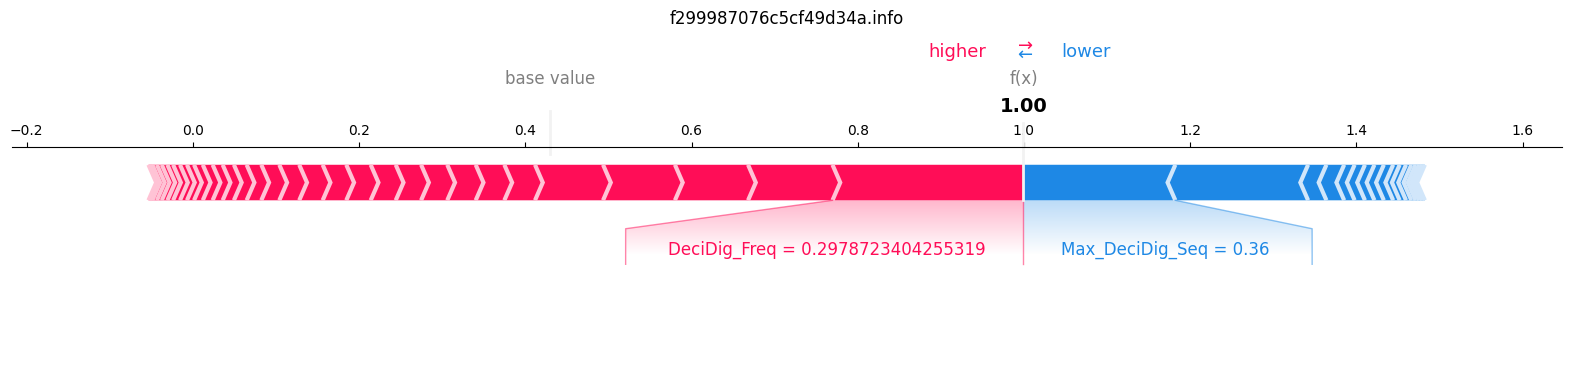 f299987076c5cf49d34a.info
higher ⇄ lower
base value f(x)
1.00
−0.2 0.0 0.2 0.4 0.6 0.8 1.0 1.2 1.4 1.6
DeciDig_Freq = 0.2978723404255319 Max_DeciDig_Seq = 0.36